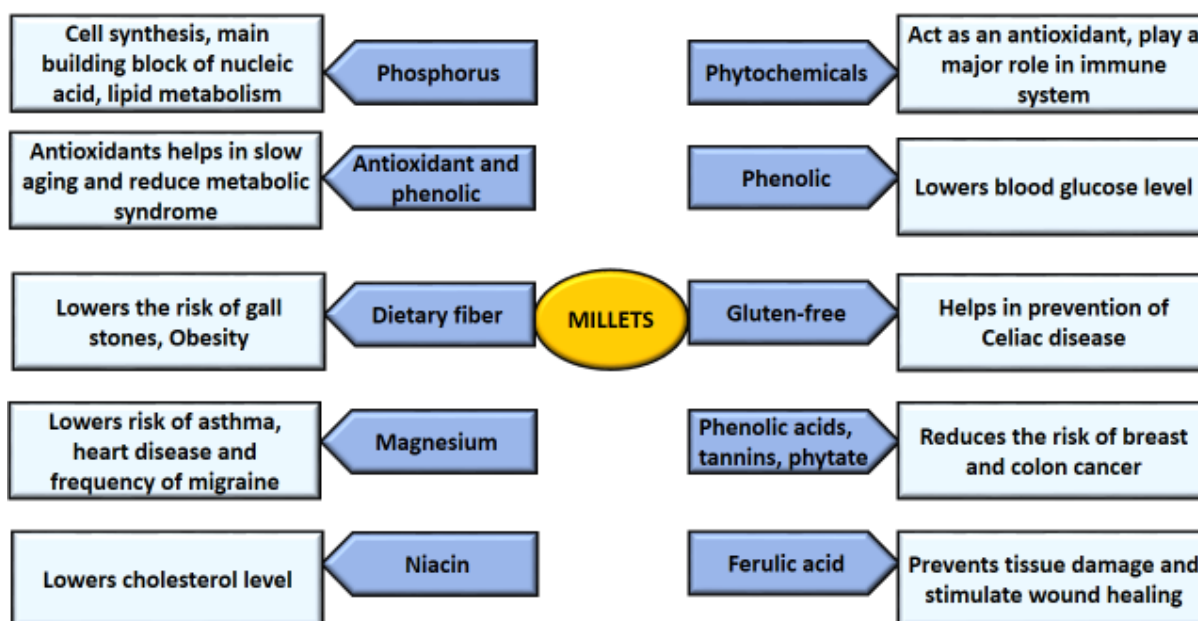 Cell synthesis, main
building block of nucleic
acid, lipid metabolism
Phosphorus
Phytochemicals
Act as an antioxidant, play a
major role in immune
system
Antioxidants helps in slow
aging and reduce metabolic
syndrome
Antioxidant and
phenolic
Phenolic
Lowers blood glucose level
Lowers the risk of gall
stones, Obesity
Dietary fiber
MILLETS
Gluten-free
Helps in prevention of
Celiac disease
Lowers risk of asthma,
heart disease and
frequency of migraine
Magnesium
Phenolic acids,
tannins, phytate
Reduces the risk of breast
and colon cancer
Lowers cholesterol level
Niacin
Ferulic acid
Prevents tissue damage and
stimulate wound healing